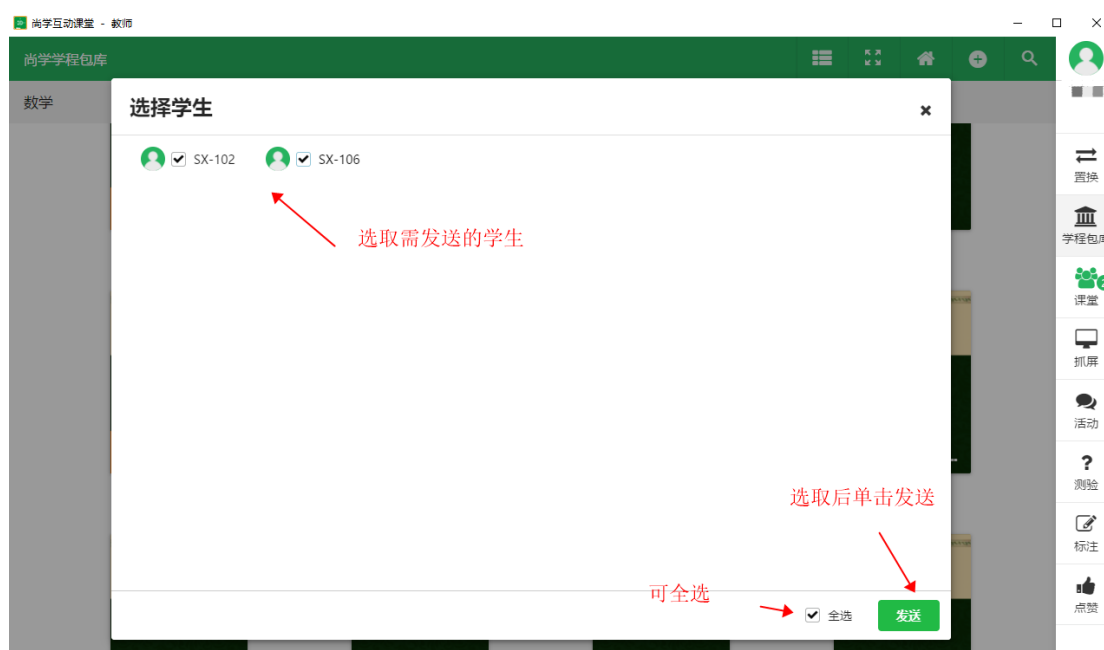 尚学互动课堂 - 教师
尚学学程包库
数学
选择学生
SX-102
SX-106
选取需发送的学生
选取后单击发送
可全选
全选
发送
置换
学程包库
课堂
抓屏
活动
测验
标注
点赞